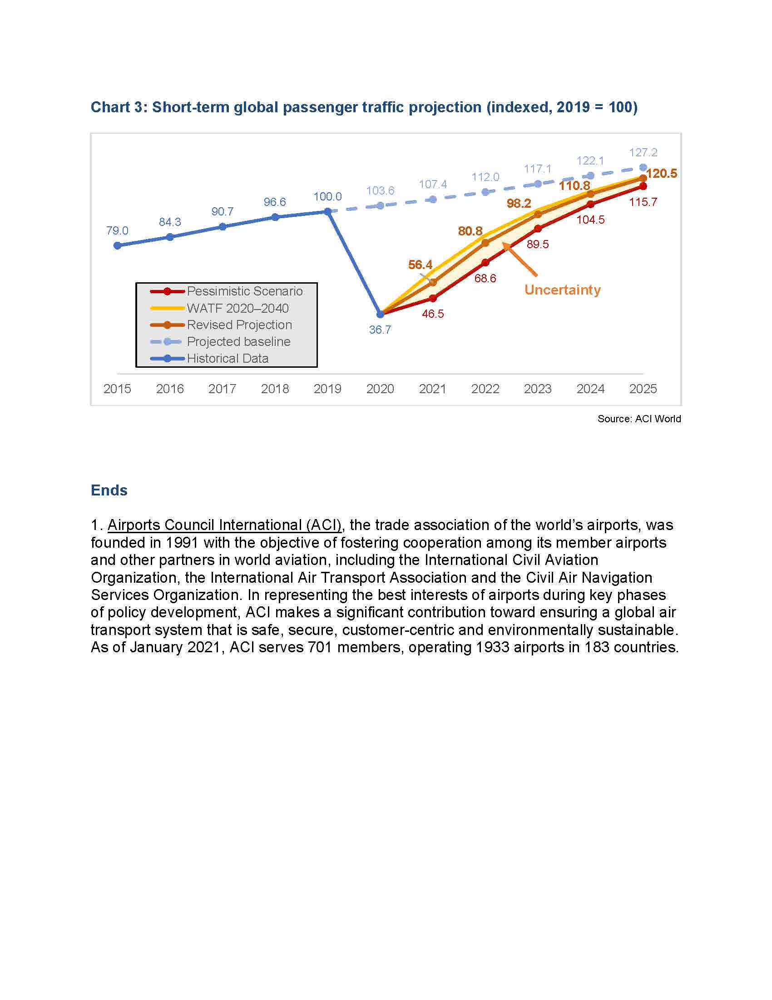 Chart 3: Short-term global passenger traffic projection (indexed, 2019 = 100)
127.2
122.1
117.1
112.0
107.4
103.6
100.0
96.6
90.7
84.3
79.0
120.5
110.8
98.2
80.8
56.4
115.7
104.5
89.5
68.6
46.5
36.7
Uncertainty
Pessimistic Scenario
WATF 2020–2040
Revised Projection
Projected baseline
Historical Data
2015 2016 2017 2018 2019 2020 2021 2022 2023 2024 2025
Source: ACI World
Ends
1. Airports Council International (ACI), the trade association of the world’s airports, was
founded in 1991 with the objective of fostering cooperation among its member airports
and other partners in world aviation, including the International Civil Aviation
Organization, the International Air Transport Association and the Civil Air Navigation
Services Organization. In representing the best interests of airports during key phases
of policy development, ACI makes a significant contribution toward ensuring a global air
transport system that is safe, secure, customer-centric and environmentally sustainable.
As of January 2021, ACI serves 701 members, operating 1933 airports in 183 countries.